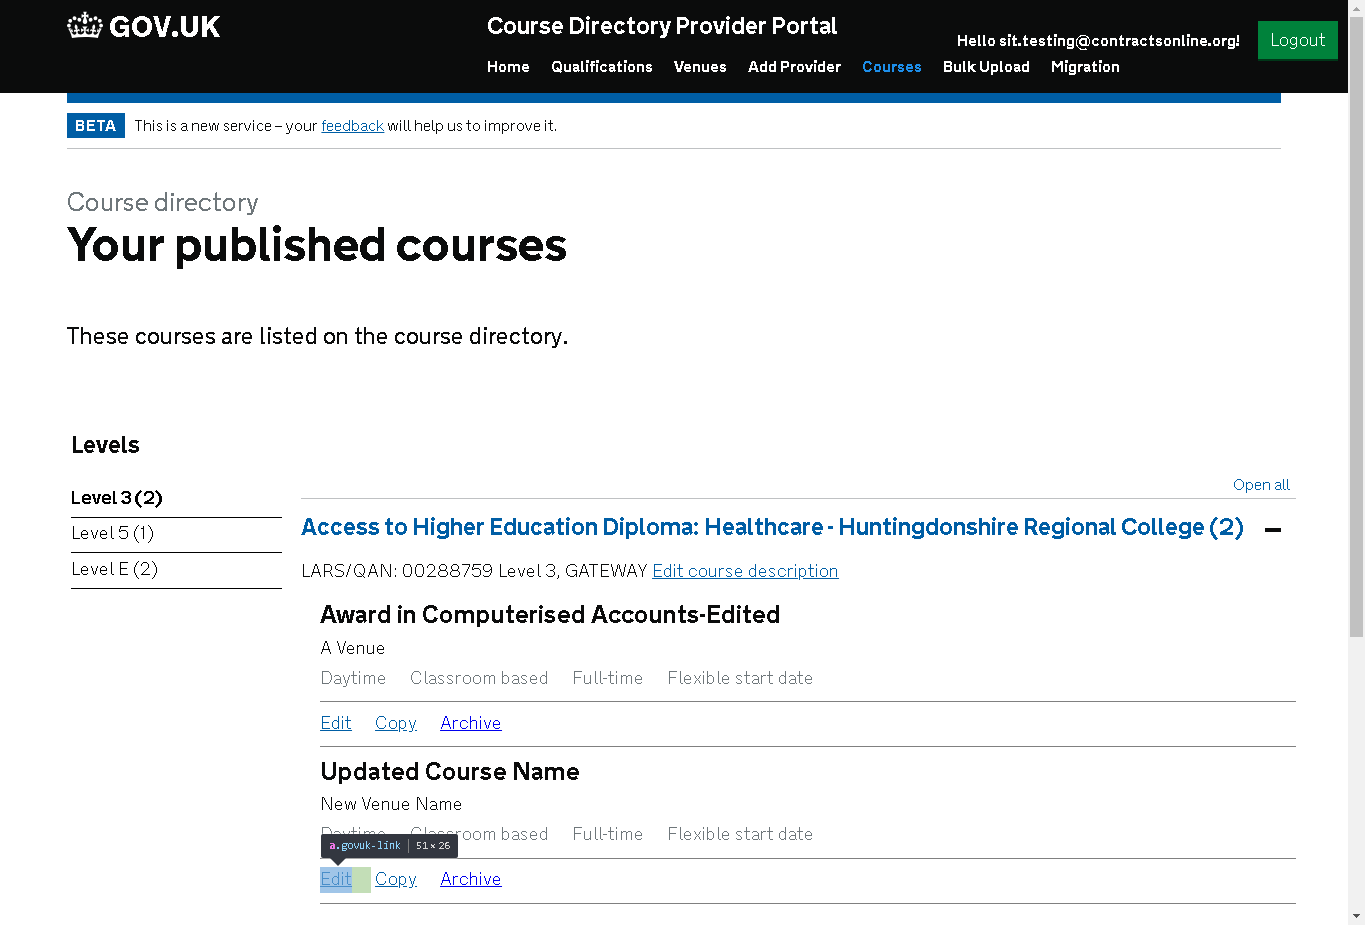 GOV.UK
Course Directory Provider Portal
Hello sit.testing@contractsonline.org!
Logout
Home Qualifications Venues Add Provider Courses Bulk Upload Migration
BETA This is a new service – your feedback will help us to improve it.
Course directory
Your published courses
These courses are listed on the course directory.
Levels
Level 3 (2)
Level 5 (1)
Level E (2)
Open all
Access to Higher Education Diploma: Healthcare - Huntingdonshire Regional College (2)
LARS/QAN: 00288759 Level 3, GATEWAY Edit course description
Award in Computerised Accounts-Edited
A Venue
Daytime Classroom based Full-time Flexible start date
Edit Copy Archive
Updated Course Name
New Venue Name
Daytime Classroom based Full-time Flexible start date
a.govuk-link 51 × 26
Edit Copy Archive